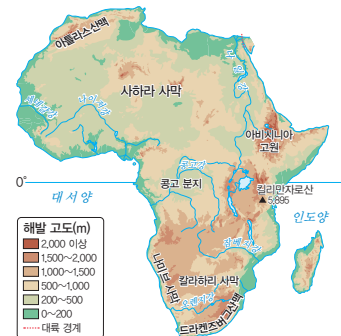 아틀라스산맥
사하라 사막
나일강
세네갈강
나이저강
아비시니아
고원
콩고강
0°
콩고 분지
킬리만자로산
▲5,895
대서양
인도양
잠베지강
나미브 사막
칼라하리 사막
오렌지강
드라켄즈버그산맥
해발 고도(m)
2,000 이상
1,500~2,000
1,000~1,500
500~1,000
200~500
0~200
대륙 경계